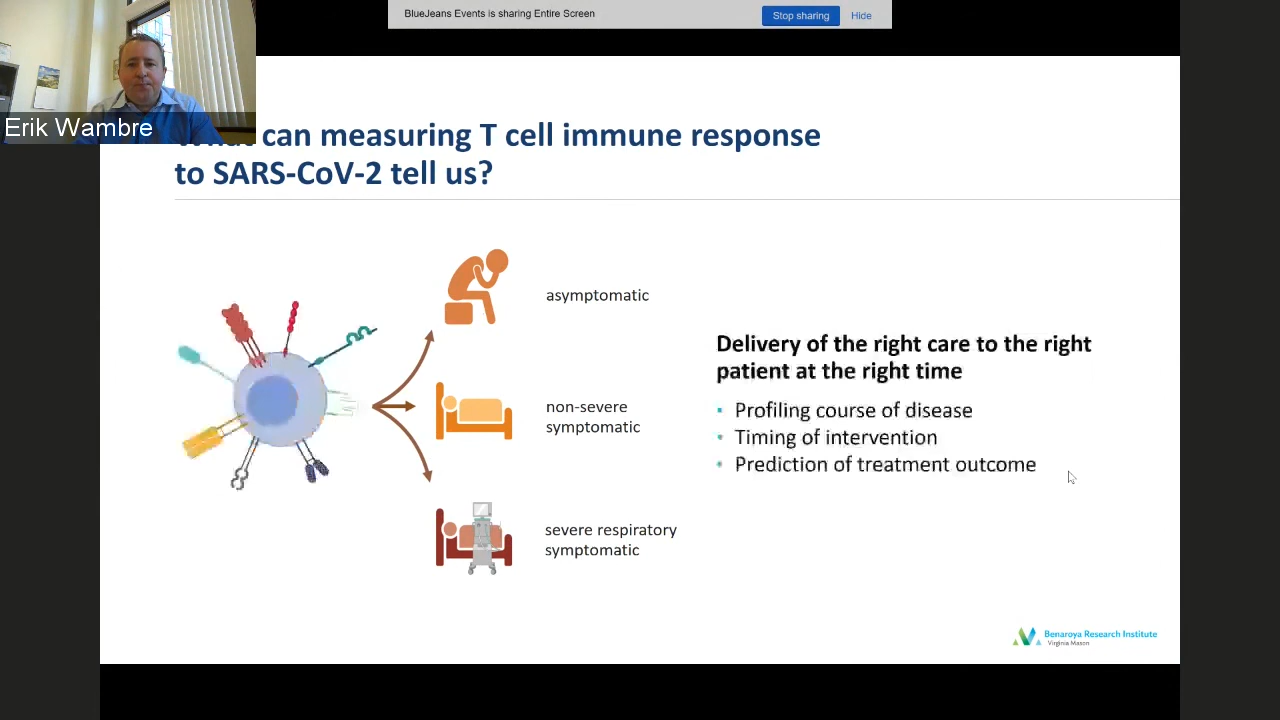 BlueJeans Events is sharing Entire Screen
Stop sharing
Hide
Erik Wambre
can measuring T cell immune response
to SARS-CoV-2 tell us?
asymptomatic
non-severe
symptomatic
severe respiratory
symptomatic
Delivery of the right care to the right
patient at the right time
• Profiling course of disease
• Timing of intervention
• Prediction of treatment outcome
Benaroya Research Institute
Virginia Mason